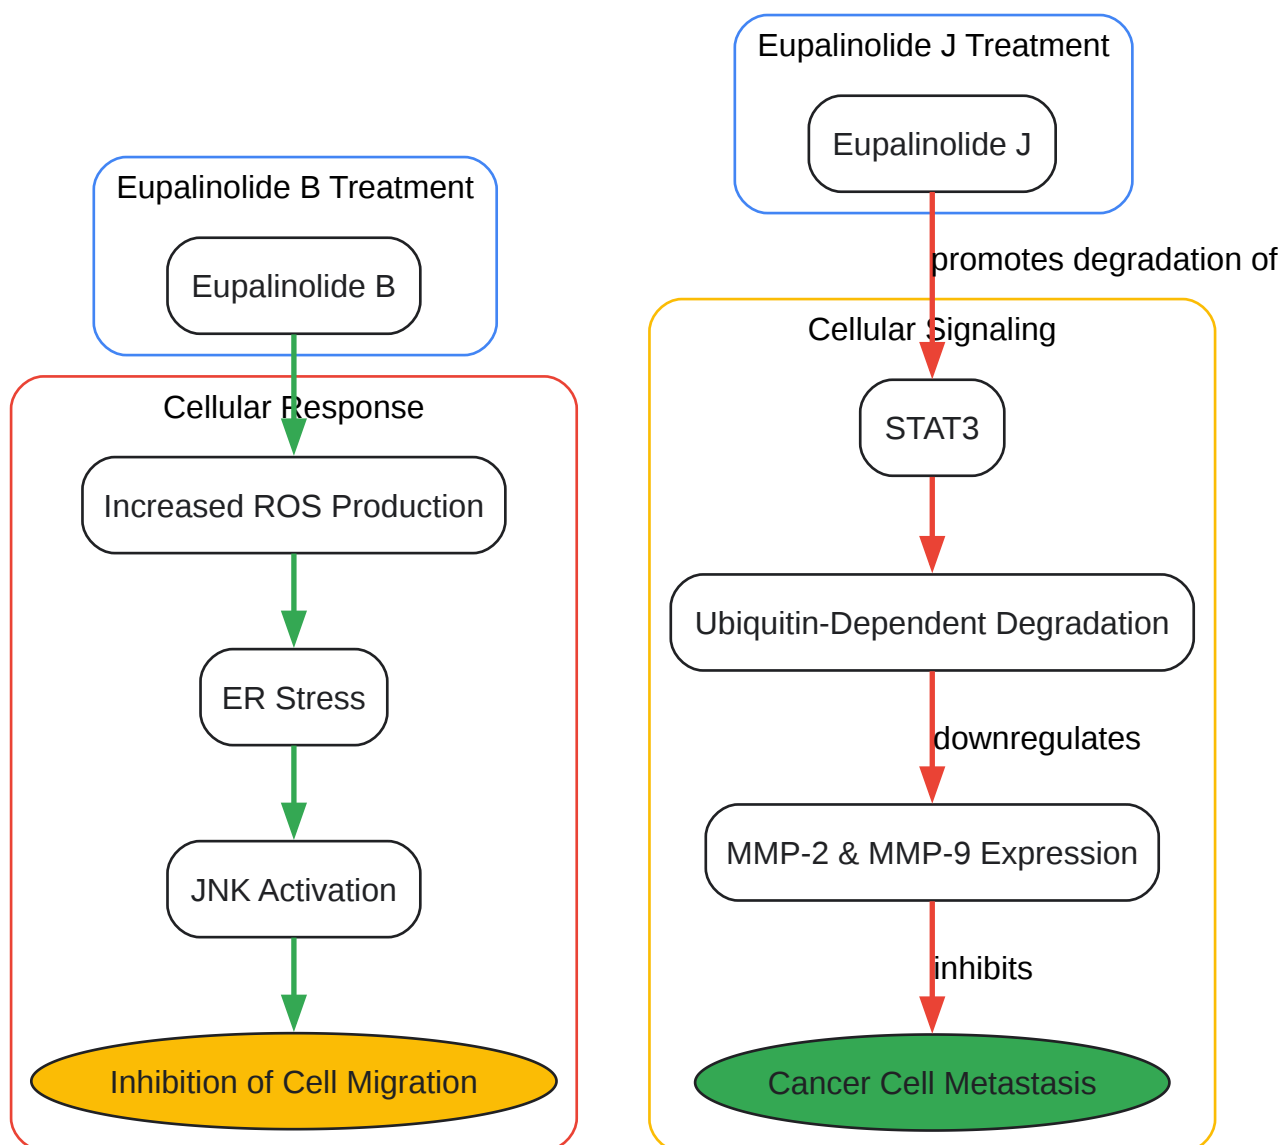 Eupalinolide B Treatment
Eupalinolide B
Cellular Response
Increased ROS Production
ER Stress
JNK Activation
Inhibition of Cell Migration
Eupalinolide J Treatment
Eupalinolide J
promotes degradation of
Cellular Signaling
STAT3
Ubiquitin-Dependent Degradation
downregulates
MMP-2 & MMP-9 Expression
inhibits
Cancer Cell Metastasis